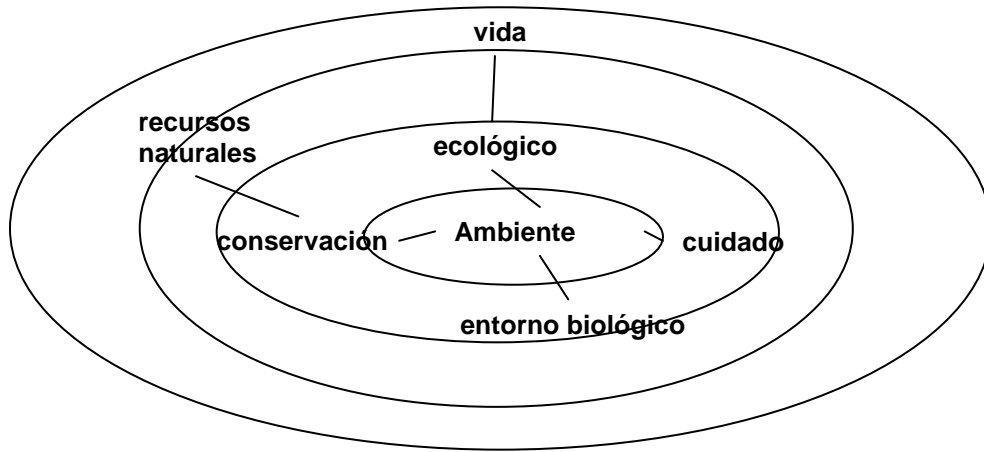 vida
recursos
naturales
ecológico
conservación
Ambiente
cuidado
entorno biológico